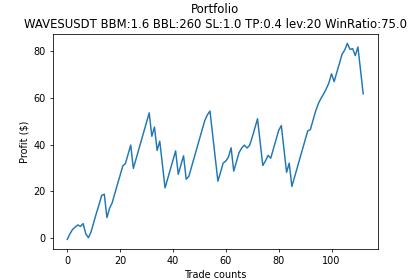 Portfolio
WAVESUSDT BBM:1.6 BBL:260 SL:1.0 TP:0.4 lev:20 WinRatio:75.0
80
60
40
20
0
Profit ($)
0 20 40 60 80 100
Trade counts